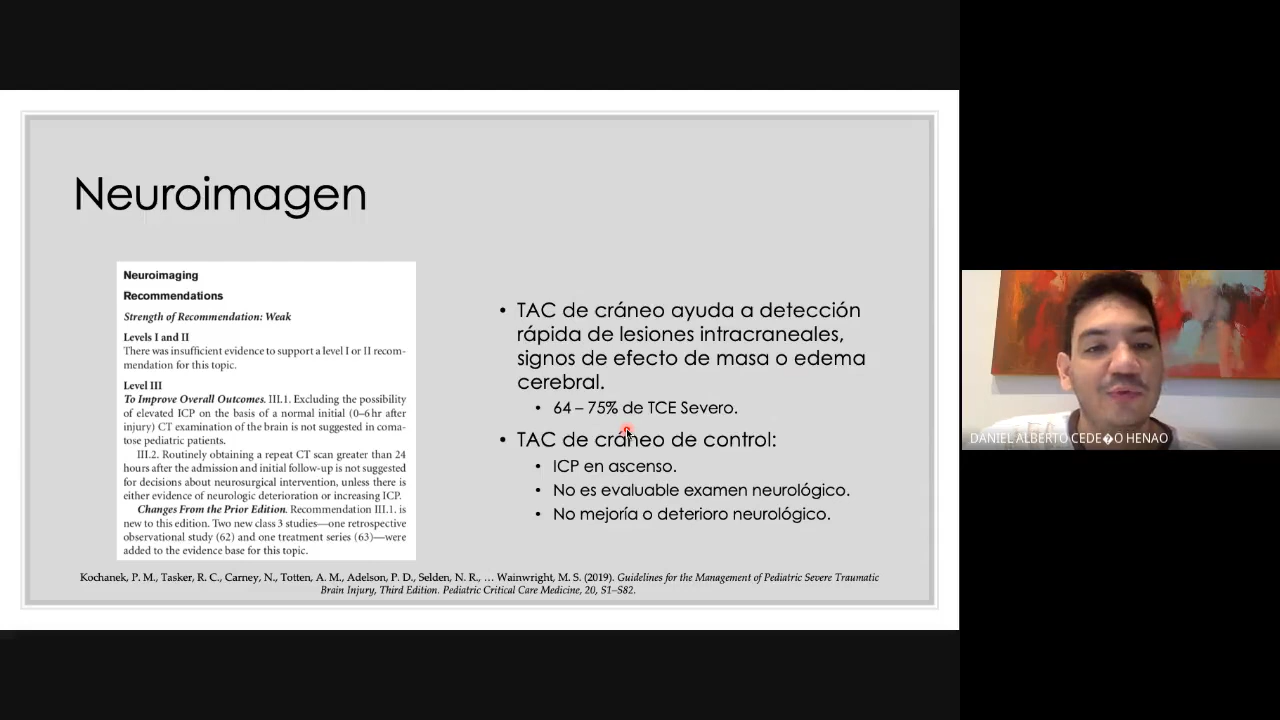 Neuroimagen
Neuroimaging
Recommendations
Strength of Recommendation: Weak
Levels I and II
There was insufficient evidence to support a level I or II recom-
mendation for this topic.
Level III
To Improve Overall Outcomes. III.1. Excluding the possibility
of elevated ICP on the basis of a normal initial (0–6 hr after
injury) CT examination of the brain is not suggested in coma-
tose pediatric patients.
III.2. Routinely obtaining a repeat CT scan greater than 24
hours after the admission and initial follow-up is not suggested
for decisions about neurosurgical intervention, unless there is
either evidence of neurologic deterioration or increasing ICP.
Changes From the Prior Edition. Recommendation III.1. is
new to this edition. Two new class 3 studies—one retrospective
observational study (62) and one treatment series (63)—were
added to the evidence base for this topic.
• TAC de cráneo ayuda a detección
rápida de lesiones intracraneales,
signos de efecto de masa o edema
cerebral.
• 64 – 75% de TCE Severo.
• TAC de cráneo de control:
• ICP en ascenso.
• No es evaluable examen neurológico.
• No mejoría o deterioro neurológico.
Kochanek, P. M., Tasker, R. C., Carney, N., Totten, A. M., Adelson, P. D., Selden, N. R., … Wainwright, M. S. (2019). Guidelines for the Management of Pediatric Severe Traumatic
Brain Injury, Third Edition. Pediatric Critical Care Medicine, 20, S1–S82.
DANIEL ALBERTO CEDE�O HENAO